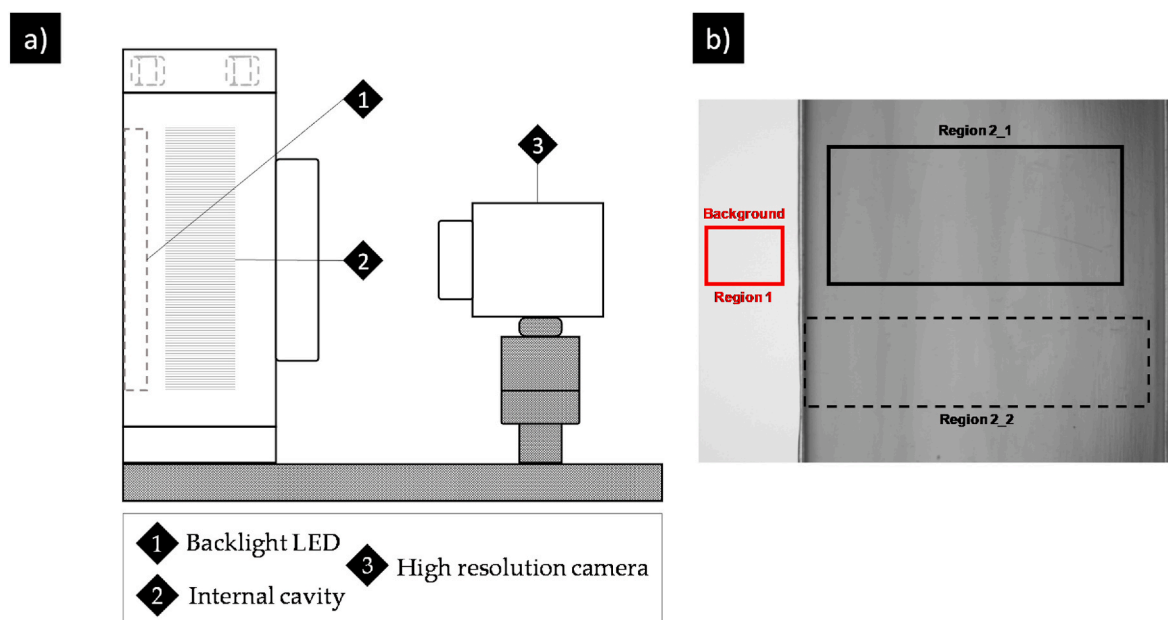 a)
b)
1
2
3
1 Backlight LED
2 Internal cavity
3 High resolution camera
Region 2_1
Background
Region 1
Region 2_2